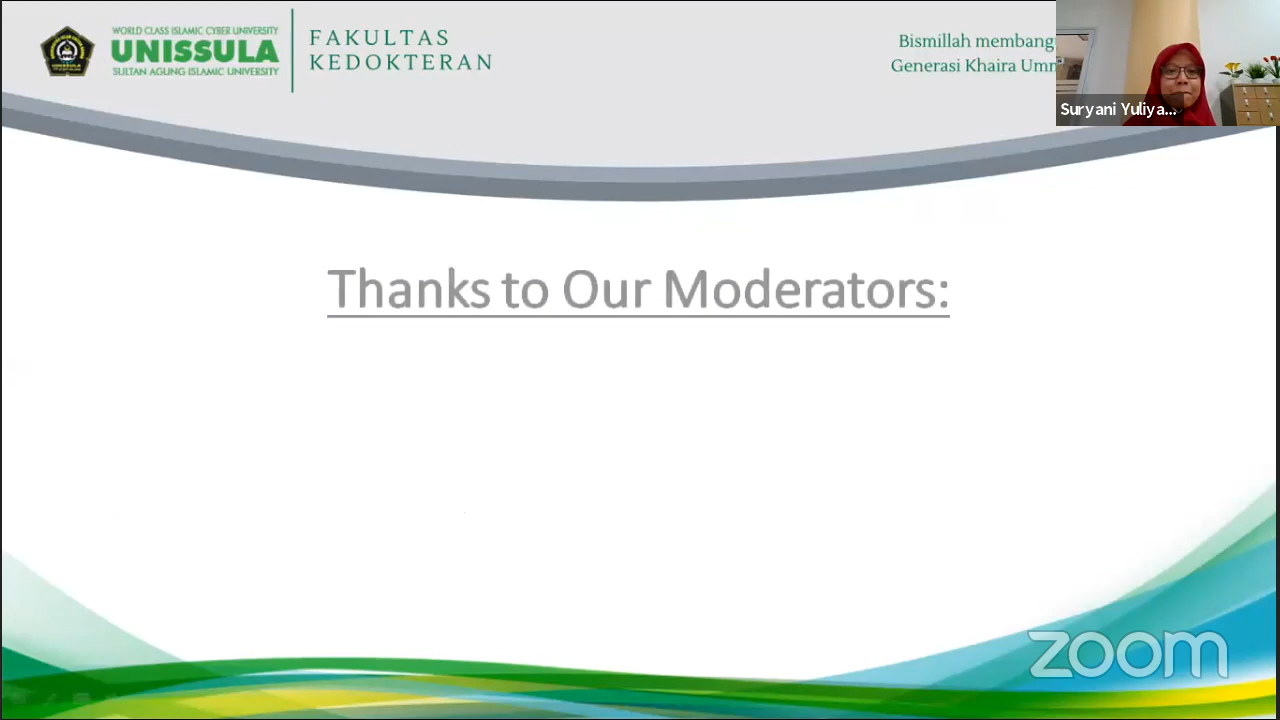 WORLD CLASS ISLAMIC CYBER UNIVERSITY
UNISSULA
SULTAN AGUNG ISLAMIC UNIVERSITY
FAKULTAS
KEDOKTERAN
Bismillah membang
Generasi Khaira Umm
Suryani Yuliya...
Thanks to Our Moderators:
zoom